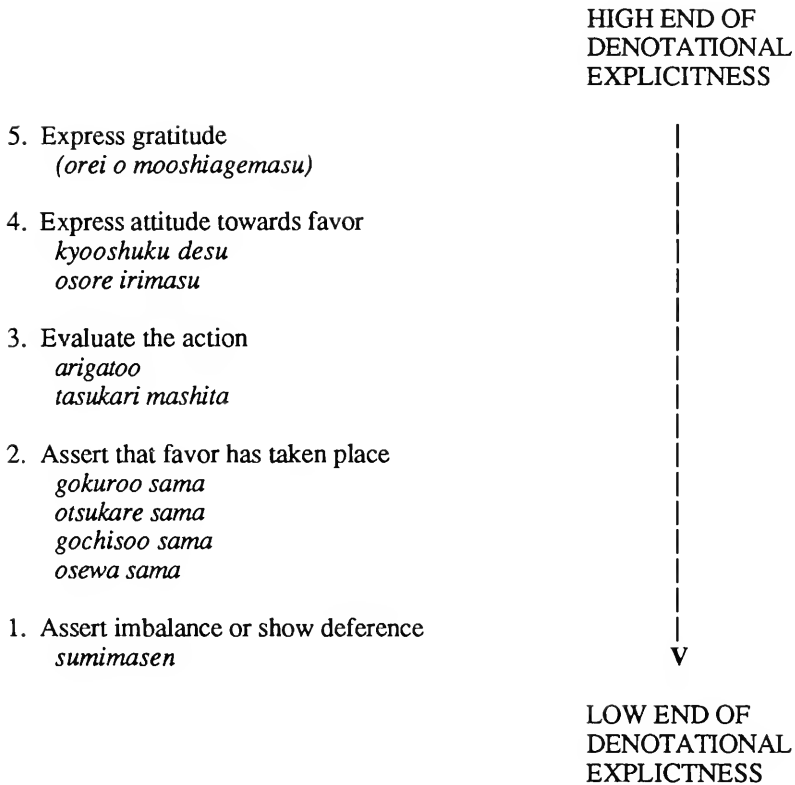 HIGH END OF
DENOTATIONAL
EXPLICITNESS
5. Express gratitude
(orei o mooshiagemasu)
4. Express attitude towards favor
kyooshuku desu
osore irimasu
3. Evaluate the action
arigatoo
tasukari mashita
2. Assert that favor has taken place
gokuroo sama
otsukare sama
gochisoo sama
osewa sama
1. Assert imbalance or show deference
sumimasen
V
LOW END OF
DENOTATIONAL
EXPLICTNESS